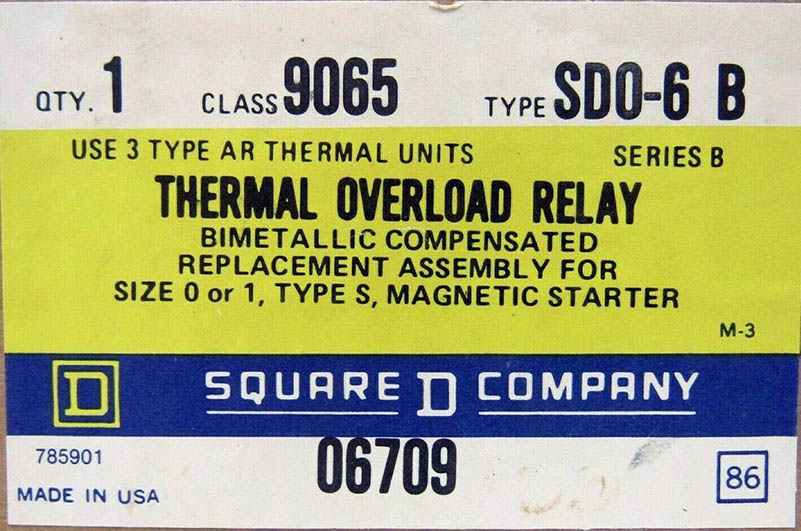 QTY. 1 CLASS 9065 TYPE SDO-6 B
USE 3 TYPE AR THERMAL UNITS SERIES B
THERMAL OVERLOAD RELAY
BIMETALLIC COMPENSATED
REPLACEMENT ASSEMBLY FOR
SIZE 0 or 1, TYPE S, MAGNETIC STARTER
M-3
D SQUARE D COMPANY
785901 06709
MADE IN USA 86